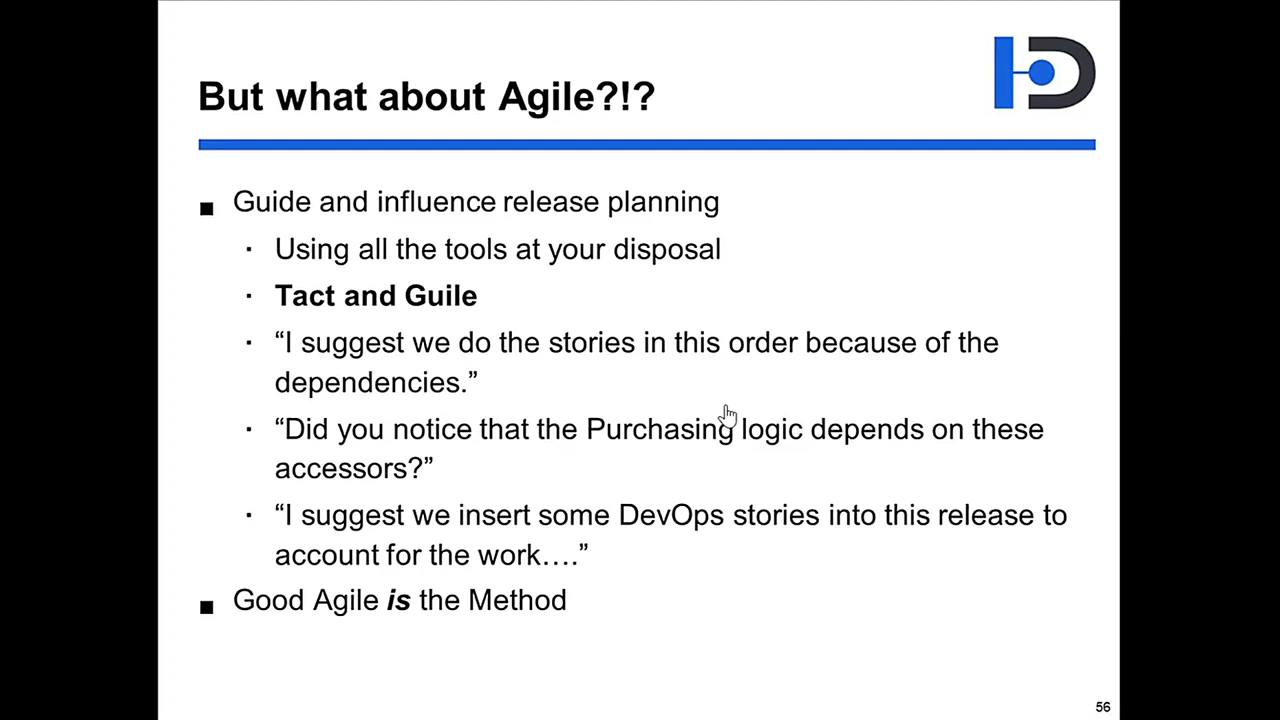 But what about Agile?!?
Guide and influence release planning
Using all the tools at your disposal
Tact and Guile
“I suggest we do the stories in this order because of the
dependencies.”
“Did you notice that the Purchasing logic depends on these
accessors?”
“I suggest we insert some DevOps stories into this release to
account for the work….”
Good Agile is the Method
56